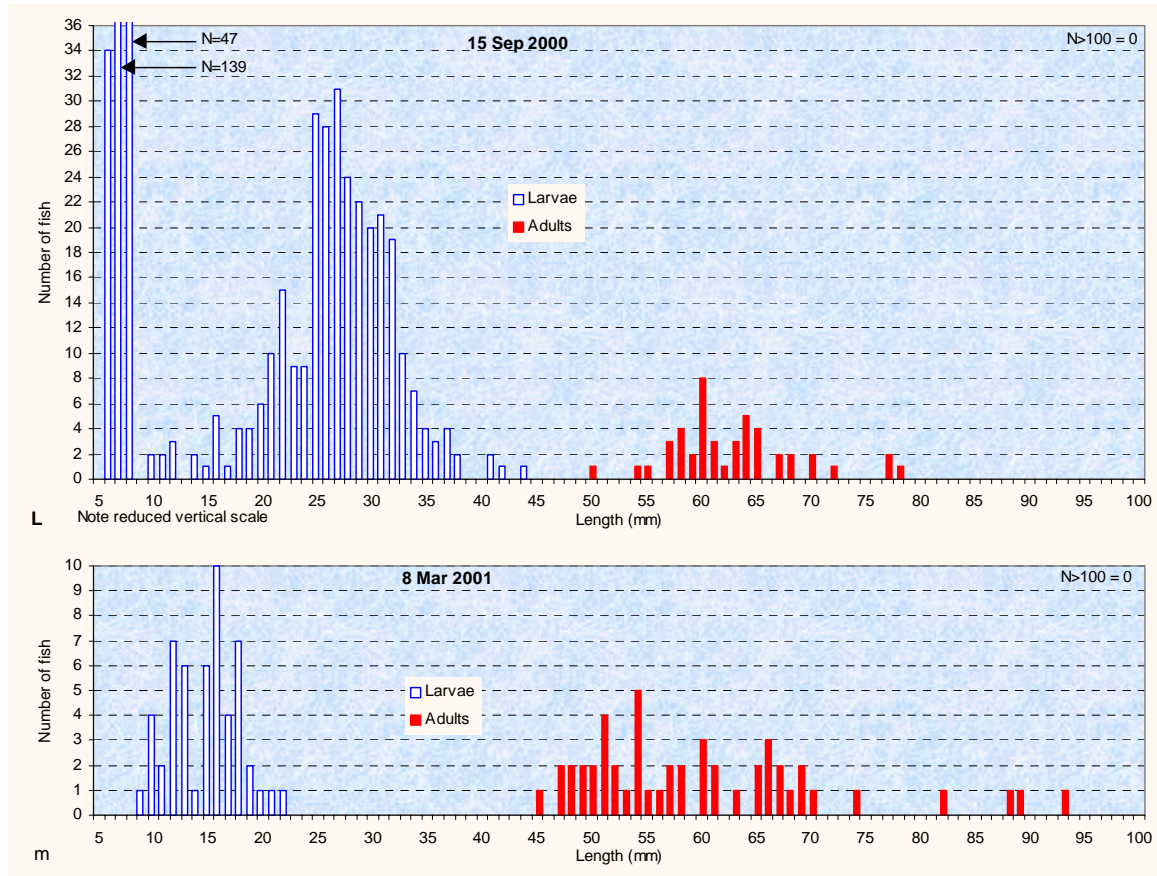 36
34
32
30
28
26
24
22
20
18
16
14
12
10
8
6
4
2
0
Number of fish
N=47
N=139
15 Sep 2000
N>100 = 0
Larvae
Adults
5 10 15 20 25 30 35 40 45 50 55 60 65 70 75 80 85 90 95 100
L Note reduced vertical scale Length (mm)
10
9
8
7
6
5
4
3
2
1
0
Number of fish
8 Mar 2001
N>100 = 0
Larvae
Adults
5 10 15 20 25 30 35 40 45 50 55 60 65 70 75 80 85 90 95 100
m Length (mm)